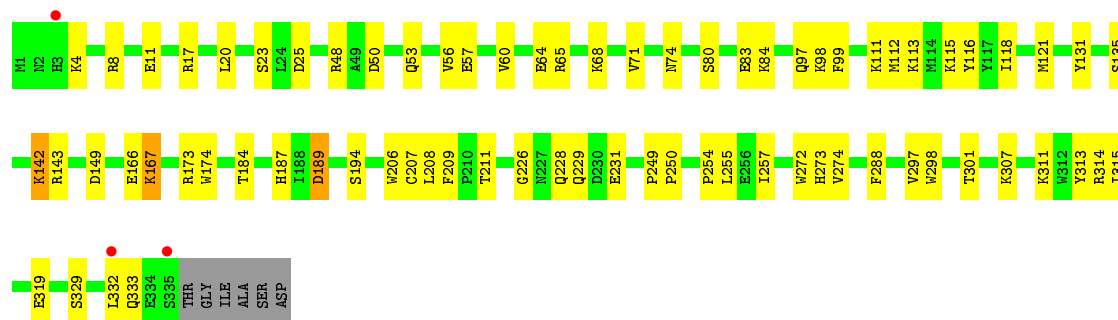 M1 N2 H3 K4 R8 E11 R17 L20 S23 L24 D25 R48 A49 D50 Q53 V56 E57 V60 E64 R65 K68 V71 N74 S80 E83 K84 Q97 K98 F99 K111 M112 K113 M114 K115 Y116 Y117 I118 M121 Y131 S135
K142 R143 D149 E166 K167 R173 W174 T184 H187 I188 D189 S194 W206 C207 L208 F209 P210 T211 G226 N227 Q228 Q229 D230 E231 P249 P250 P254 L255 E256 I257 W272 H273 V274 F288 V297 W298 T301 K307 K311 W312 Y313 R314 I315
E319 S329 L332 Q333 E334 S335 THR GLY ILE ALA SER ASP